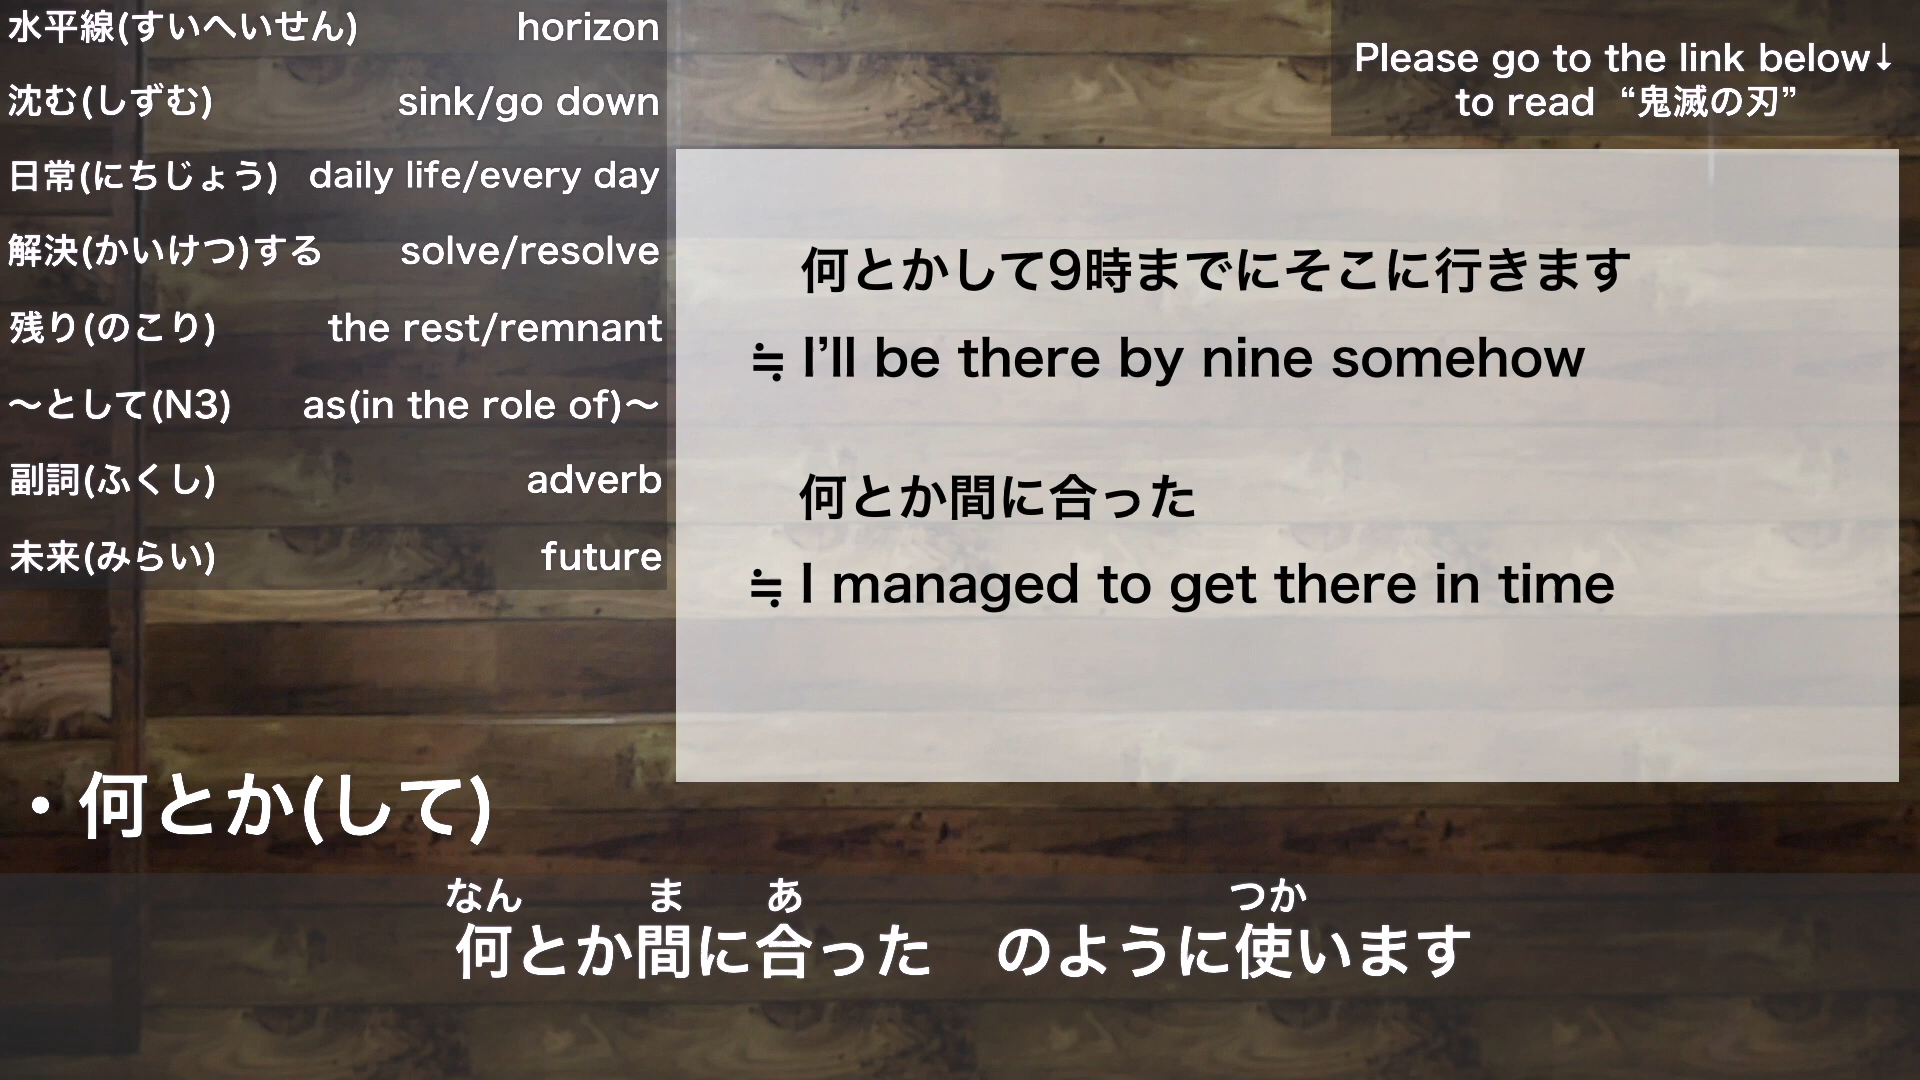 水平線(すいへいせん) horizon
沈む(しずむ) sink/go down
日常(にちじょう) daily life/every day
解決(かいけつ)する solve/resolve
残り(のこり) the rest/remnant
〜として(N3) as(in the role of)〜
副詞(ふくし) adverb
未来(みらい) future
Please go to the link below↓
to read “鬼滅の刃”
何とかして9時までにそこに行きます
≒ I’ll be there by nine somehow
何とか間に合った
≒ I managed to get there in time
・何とか(して)
なん ま あ つか
何とか間に合った　のように使います